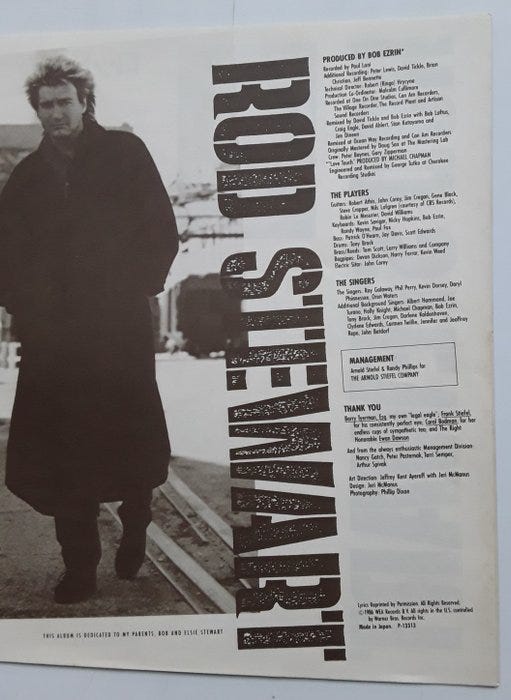 ROD STEWART
PRODUCED BY BOB EZRIN*
Recorded by Paul Lani
Additional Recording: Peter Lewis, David Tickle, Brian
Christian, Jeff Bennette
Technical Director: Robert (Ringo) Hrycyna
Production Co-Ordinator: Malcolm Cullimore
Recorded at One On One Studios, Can Am Recorders,
The Village Recorder, The Record Plant and Artisan
Sound Recorders
Remixed by David Tickle and Bob Ezrin with Bob Loftus,
Craig Engle, David Ahlert, Stan Katayama and
Jim Dineen
Remixed at Ocean Way Recording and Can Am Recorders
Originally Mastered by Doug Sax at The Mastering Lab
Crew: Pete Buynan, Gary Zipperman
*"Love Touch" PRODUCED BY MICHAEL CHAPMAN
Engineered and Remixed by George Tutko at Cherokee
Recording Studios
THE PLAYERS
Guitars: Robert Athis, John Corey, Jim Cregan, Gene Black,
Steve Cropper, Nils Lofgren (courtesy of CBS Records),
Robin Le Mesurier, David Williams
Keyboards: Kevin Savigar, Nicky Hopkins, Bob Ezrin,
Randy Wayne, Paul Fox
Bass: Patrick O'Hearn, Jay Davis, Scott Edwards
Drums: Tony Brock
Brass/Reeds: Tom Scott, Larry Williams and Company
Bagpipes: Devan Dickson, Harry Farrar, Kevin Weed
Electric Sitar: John Corey
THE SINGERS
The Singers: Roy Galaway, Phil Perry, Kevin Dorsey, Daryl
Phinnessee, Oren Waters
Additional Background Singers: Albert Hammond, Joe
Turano, Holly Knight, Michael Chapman, Bob Ezrin,
Tony Brock, Jim Cregan, Darlene Koldenhoven,
Clydene Edwards, Carmen Twillie, Jennifer and Jeoffrey
Rope, John Batdorf
MANAGEMENT
Arnold Stiefel & Randy Phillips for
THE ARNOLD STIEFEL COMPANY
THANK YOU
Barry Tyerman, Esq. my own "legal eagle"; Frank Stiefel,
for his consistently perfect eye; Carol Bodman, for her
endless cups of sympathetic tea; and The Right
Honorable Ewan Dawson
And from the always enthusiastic Management Division:
Nancy Gatch, Peter Pasternak, Terri Semper,
Arthur Spivak
Art Direction: Jeffrey Kent Ayeroff with Jeri McManus
Design: Jeri McManus
Photography: Phillip Dixon
Lyrics Reprinted by Permission. All Rights Reserved.
©1986 WEA Records B.V. All rights in the U.S. controlled
by Warner Bros. Records Inc.
Made in Japan. P-13313
THIS ALBUM IS DEDICATED TO MY PARENTS, BOB AND ELSIE STEWART